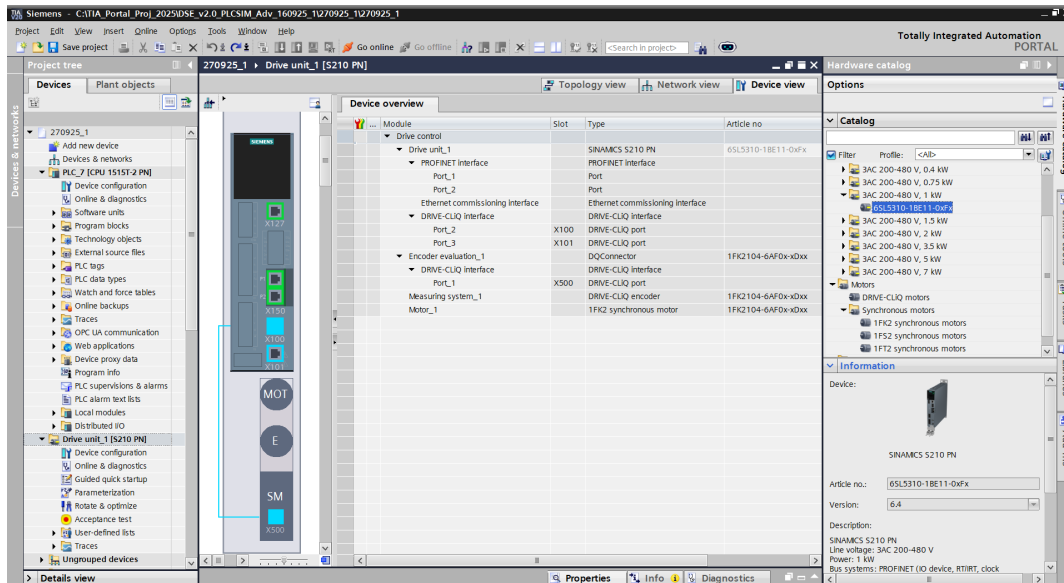 Siemens - C:\TIA_Portal_Proj_2025\DSE_v2.0_PLCSIM_Adv_160925_1\270925_1\270925_1
Project Edit View Insert Online Options Tools Window Help
Totally Integrated Automation
PORTAL
Save project Go online Go offline <Search in project>
Project tree
270925_1 Drive unit_1 [S210 PN]
Hardware catalog
Devices Plant objects
Topology view Network view Device view
Options
Devices & networks
Device overview
Module Slot Type Article no
Catalog
Filter Profile: <All>
270925_1
Add new device
Devices & networks
PLC_7 [CPU 1515T-2 PN]
Device configuration
Online & diagnostics
Software units
Program blocks
Technology objects
External source files
PLC tags
PLC data types
Watch and force tables
Online backups
Traces
OPC UA communication
Web applications
Device proxy data
Program info
PLC supervisions & alarms
PLC alarm text lists
Local modules
Distributed I/O
Drive unit_1 [S210 PN]
Device configuration
Online & diagnostics
Guided quick startup
Parameterization
Rotate & optimize
Acceptance test
User-defined lists
Traces
Ungrouped devices
Details view
SIEMENS
X127
P1
P2
X150
X100
X101
MOT
E
SM
X500
Drive control
Drive unit_1 SINAMICS S210 PN 6SL5310-1BE11-0xFx
PROFINET interface PROFINET interface
Port_1 Port
Port_2 Port
Ethernet commissioning interface Ethernet commissioning interface
DRIVE-CLiQ interface DRIVE-CLiQ interface
Port_2 X100 DRIVE-CLiQ port
Port_3 X101 DRIVE-CLiQ port
Encoder evaluation_1 DQConnector 1FK2104-6AF0x-xDxx
DRIVE-CLiQ interface DRIVE-CLiQ interface
Port_1 X500 DRIVE-CLiQ port
Measuring system_1 DRIVE-CLiQ encoder 1FK2104-6AF0x-xDxx
Motor_1 1FK2 synchronous motor 1FK2104-6AF0x-xDxx
3AC 200-480 V, 0.4 kW
3AC 200-480 V, 0.75 kW
3AC 200-480 V, 1 kW
6SL5310-1BE11-0xFx
3AC 200-480 V, 1.5 kW
3AC 200-480 V, 2 kW
3AC 200-480 V, 3.5 kW
3AC 200-480 V, 5 kW
3AC 200-480 V, 7 kW
Motors
DRIVE-CLiQ motors
Synchronous motors
1FK2 synchronous motors
1FS2 synchronous motors
1FT2 synchronous motors
Information
Device:
SINAMICS S210 PN
Article no.: 6SL5310-1BE11-0xFx
Version: 6.4
Description:
SINAMICS S210 PN
Line voltage: 3AC 200-480 V
Power: 1 kW
Bus systems: PROFINET (IO device, RT/IRT, clock
Properties Info Diagnostics